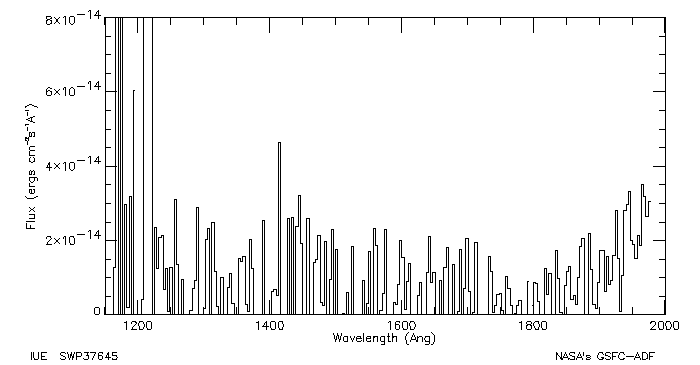 8×10⁻¹⁴
6×10⁻¹⁴
4×10⁻¹⁴
2×10⁻¹⁴
0
Flux (ergs cm⁻²s⁻¹A⁻¹)
1200 1400 1600 1800 2000
Wavelength (Ang)
IUE SWP37645 NASA's GSFC–ADF